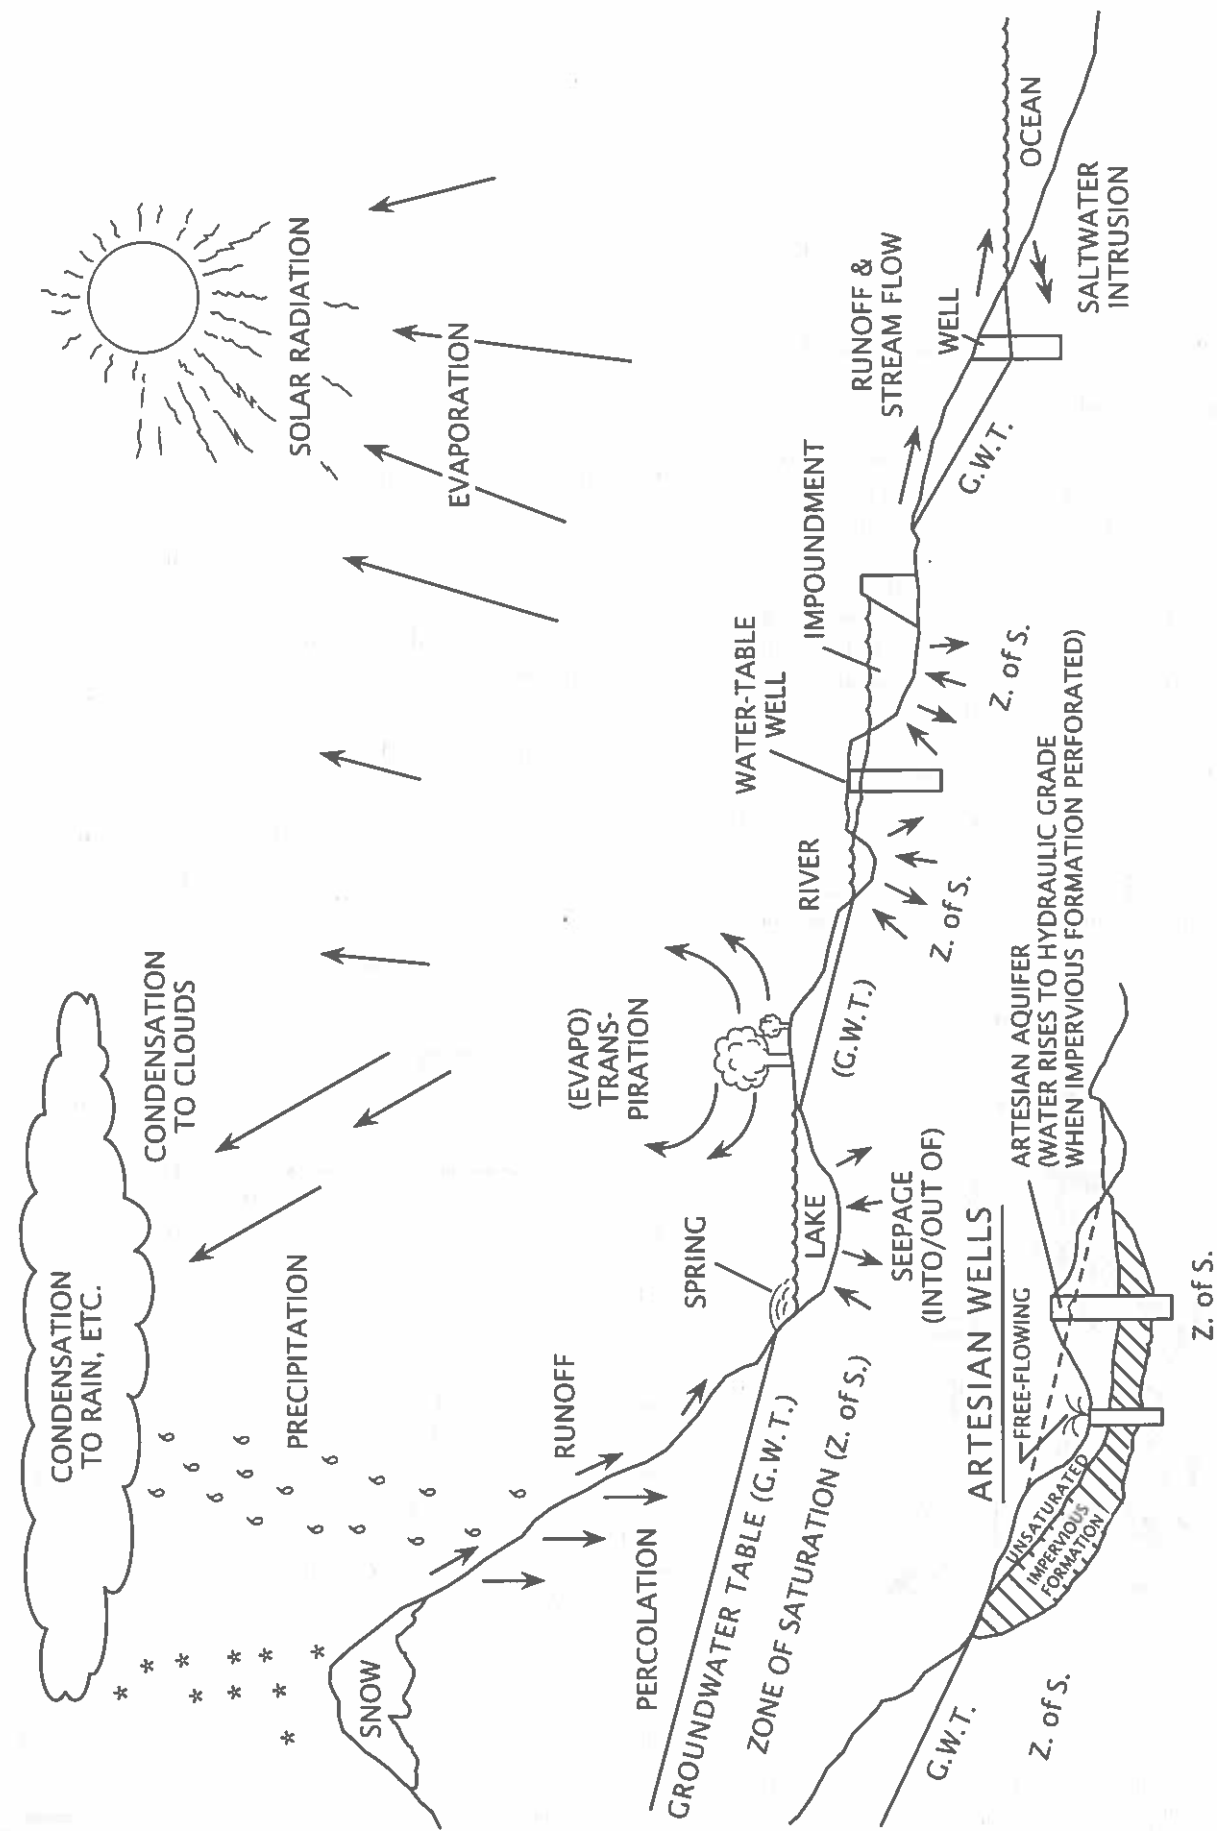 CONDENSATION
TO RAIN, ETC.
CONDENSATION
TO CLOUDS
SOLAR RADIATION
PRECIPITATION
EVAPORATION
SNOW
RUNOFF
(EVAPO)
TRANS-
PIRATION
PERCOLATION
SPRING
WATER-TABLE
WELL
IMPOUNDMENT
RUNOFF &
STREAM FLOW
WELL
LAKE
RIVER
OCEAN
GROUNDWATER TABLE (G.W.T.)
(G.W.T.)
G.W.T.
ZONE OF SATURATION (Z. of S.)
SEEPAGE
(INTO/OUT OF)
Z. of S.
Z. of S.
SALTWATER
INTRUSION
ARTESIAN WELLS
FREE-FLOWING
ARTESIAN AQUIFER
(WATER RISES TO HYDRAULIC GRADE
WHEN IMPERVIOUS FORMATION PERFORATED)
G.W.T.
UNSATURATED
IMPERVIOUS
FORMATION
Z. of S.
Z. of S.